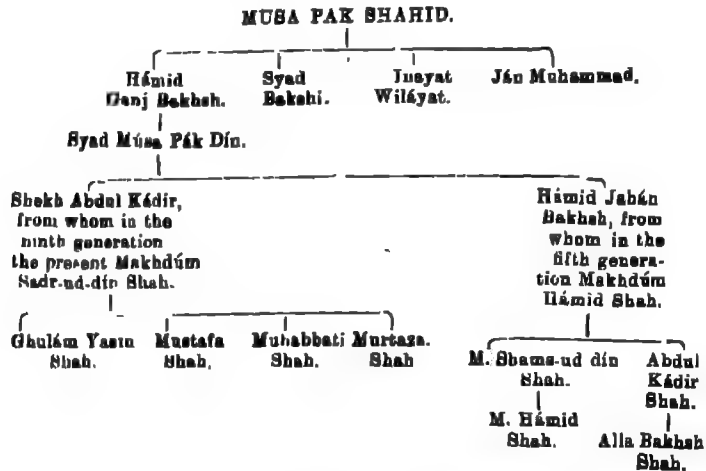 MUSA PAK SHAHID.
Hámid Syad Inayat Ján Muhammad.
Ganj Bakhsh. Bakshi. Wiláyat.
Syad Músa Pák Dín.
Shekh Abdul Kádir,
from whom in the
ninth generation
the present Makhdúm
Sadr-ud-dín Shah.
Hámid Jahán
Bakhsh, from
whom in the
fifth genera-
tion Makhdúm
Hámid Shah.
Ghulám Yasin Mustafa Muhabbati Murtaza.
Shah. Shah, Shah. Shah
M. Shams-ud dín Abdul
Shah. Kádir
Shah.
M. Hámid
Shah. Alla Bakhsh
Shah.